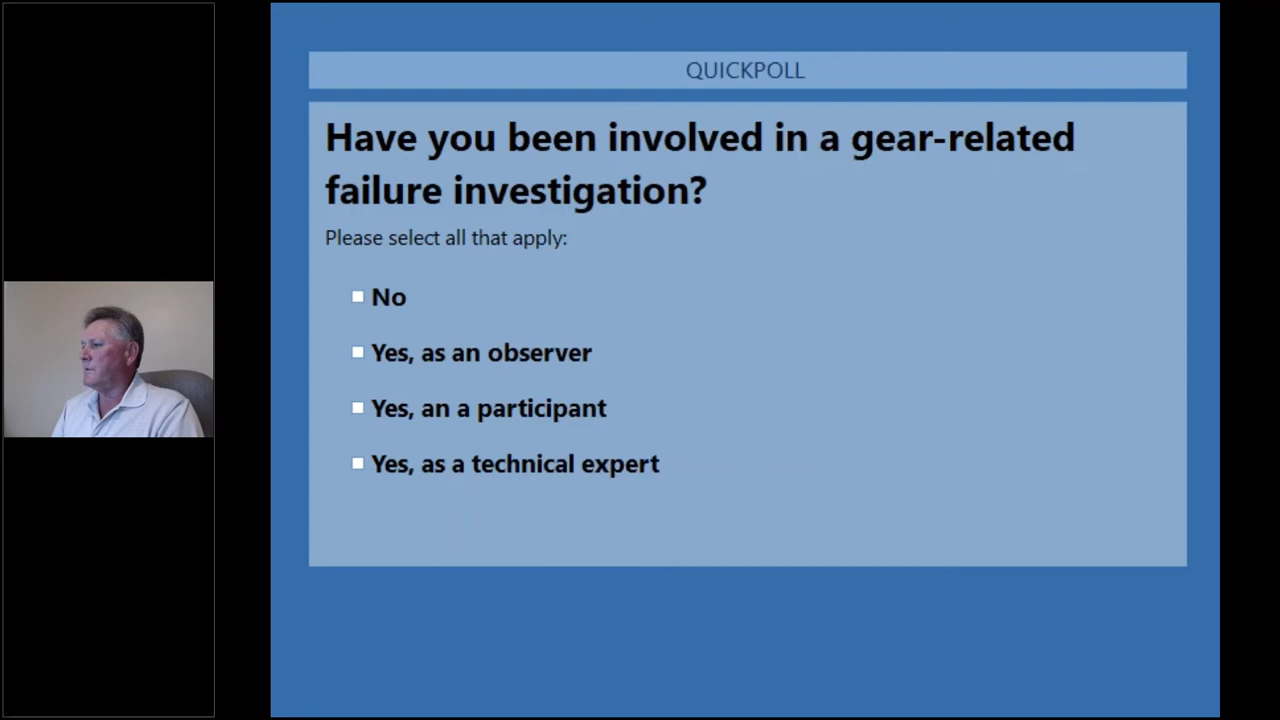 QUICKPOLL
Have you been involved in a gear-related
failure investigation?
Please select all that apply:
No
Yes, as an observer
Yes, an a participant
Yes, as a technical expert